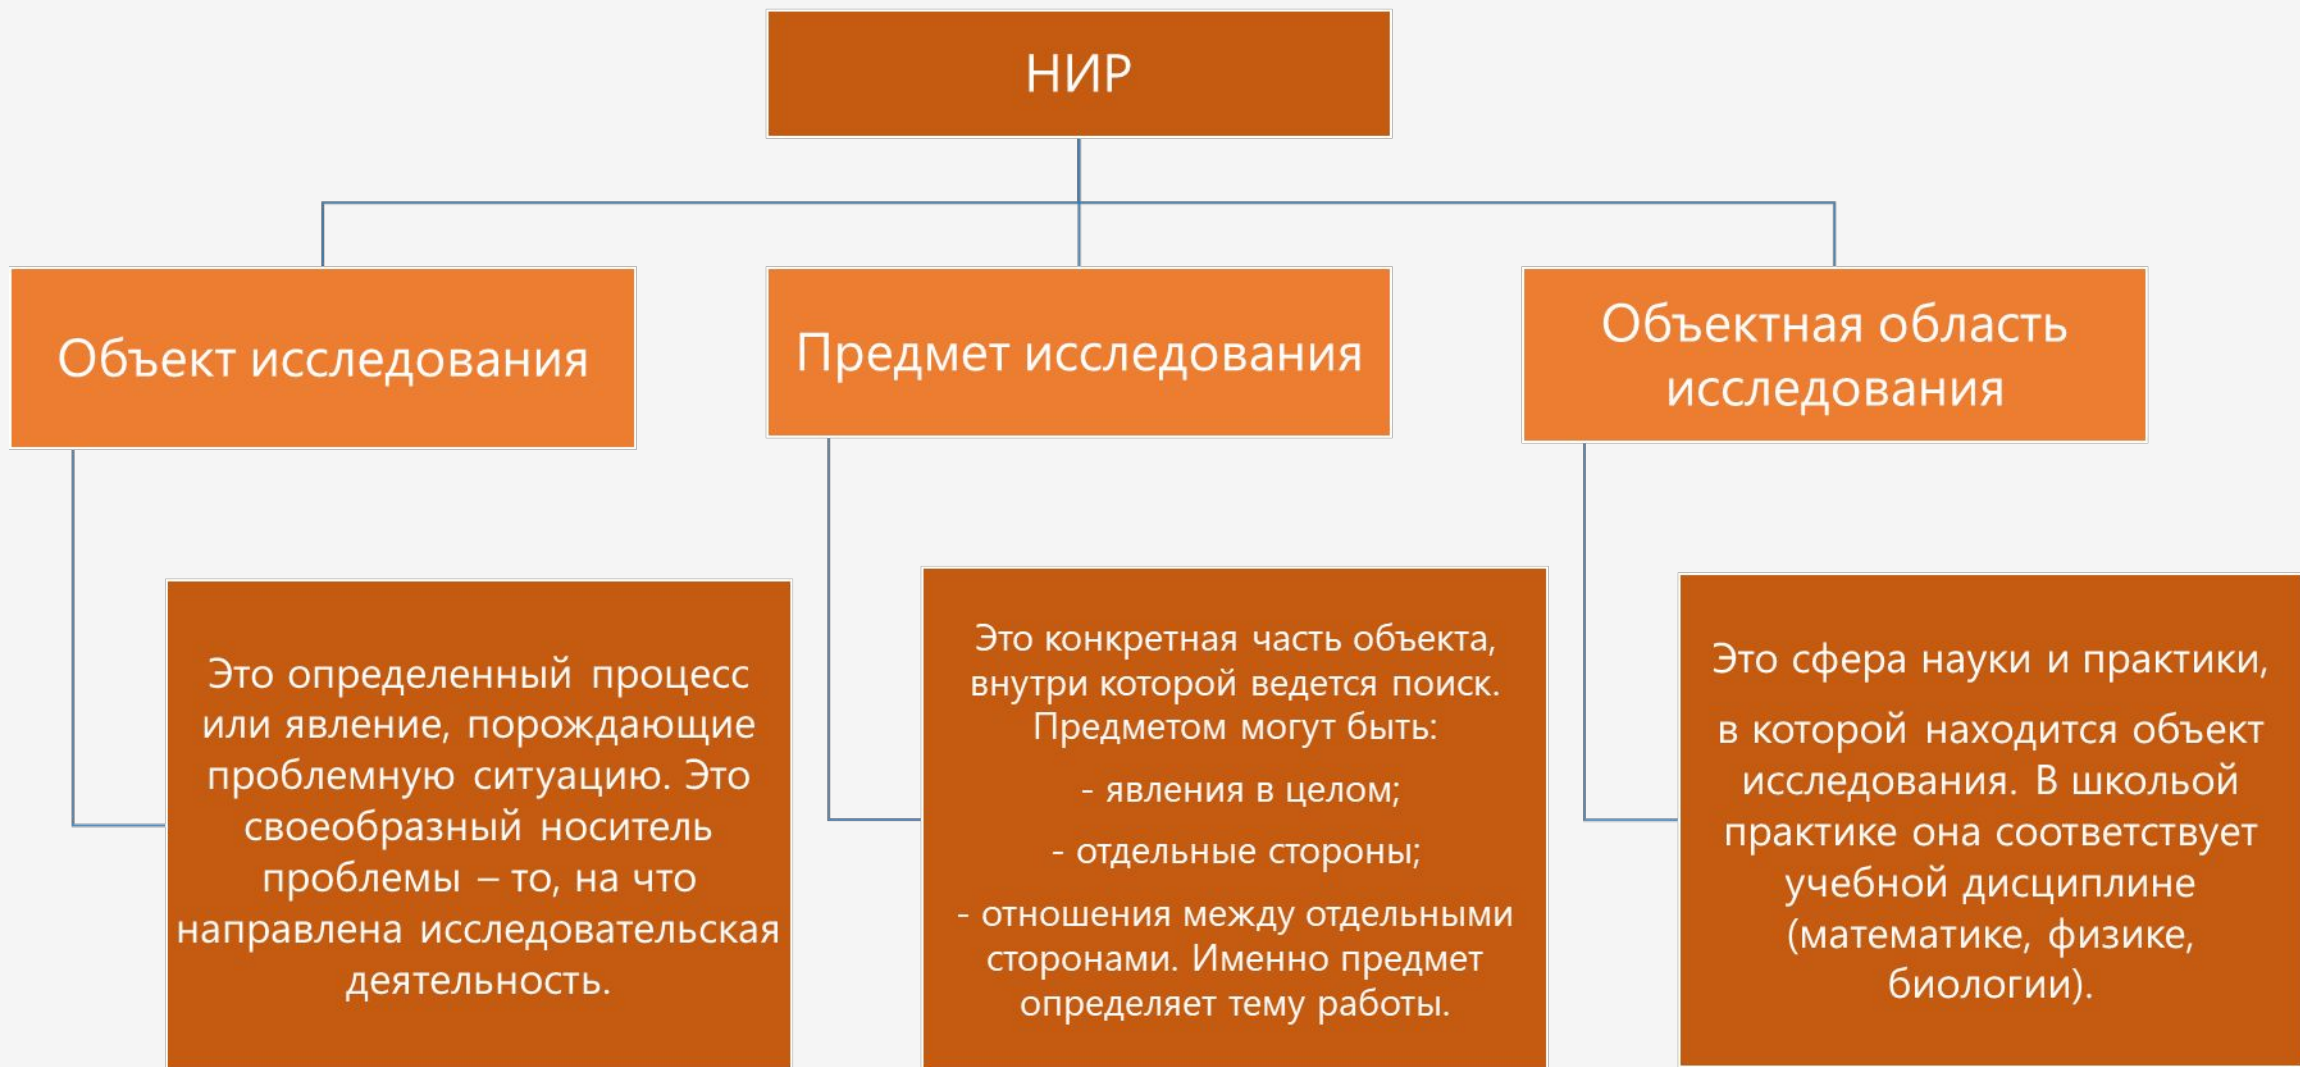 НИР
Объект исследования
Предмет исследования
Объектная область
исследования
Это определенный процесс
или явление, порождающие
проблемную ситуацию. Это
своеобразный носитель
проблемы – то, на что
направлена исследовательская
деятельность.
Это конкретная часть объекта,
внутри которой ведется поиск.
Предметом могут быть:
- явления в целом;
- отдельные стороны;
- отношения между отдельными
сторонами. Именно предмет
определяет тему работы.
Это сфера науки и практики,
в которой находится объект
исследования. В школьой
практике она соответствует
учебной дисциплине
(математике, физике,
биологии).